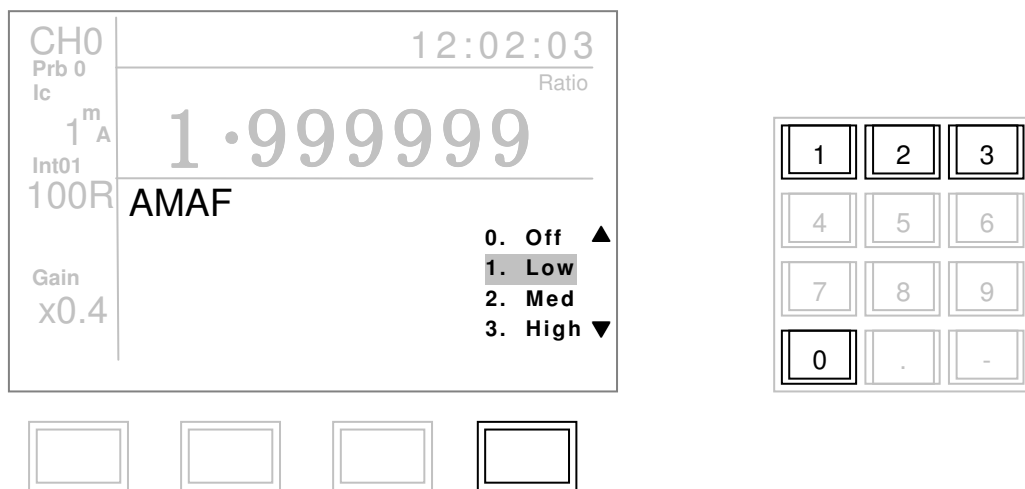 CH0
12:02:03
Prb 0
Ic
1 m A
Ratio
1.999999
Int01
100R
AMAF
0. Off ▲
1. Low
2. Med
3. High ▼
Gain
x0.4
1 2 3
4 5 6
7 8 9
0 . -